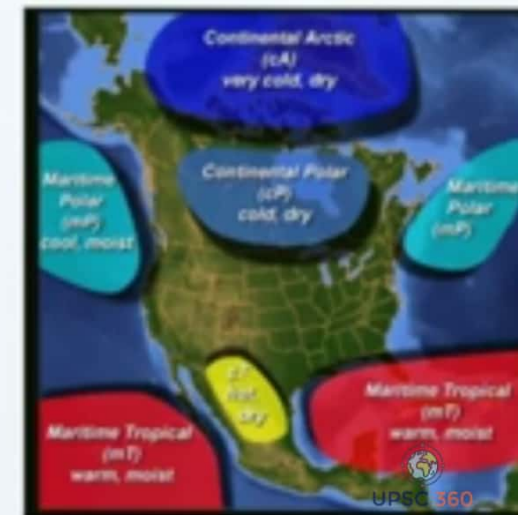 Continental Arctic
(cA)
very cold, dry
Continental Polar
(cP)
cold, dry
Maritime
Polar
(mP)
cool, moist
Maritime
Polar
(mP)
cT
hot,
dry
Maritime Tropical
(mT)
warm, moist
Maritime Tropical
(mT)
warm, moist
UPSC 360